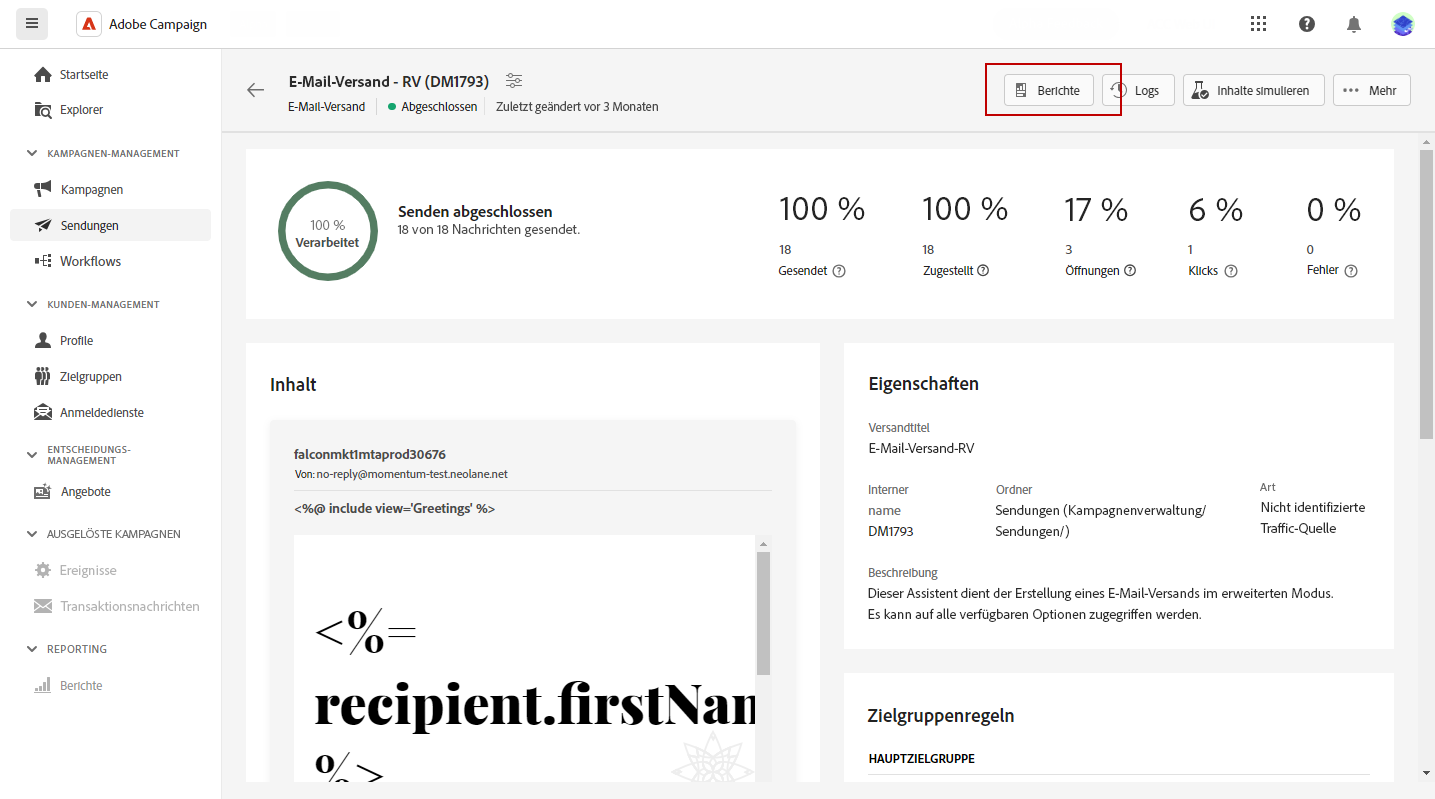 Adobe Campaign
Startseite
Explorer
KAMPAGNEN-MANAGEMENT
Kampagnen
Sendungen
Workflows
KUNDEN-MANAGEMENT
Profile
Zielgruppen
Anmeldedienste
ENTSCHEIDUNGS-
MANAGEMENT
Angebote
AUSGELÖSTE KAMPAGNEN
Ereignisse
Transaktionsnachrichten
REPORTING
Berichte
E-Mail-Versand - RV (DM1793)
E-Mail-Versand Abgeschlossen Zuletzt geändert vor 3 Monaten
Berichte Logs Inhalte simulieren Mehr
100 %
Verarbeitet
Senden abgeschlossen
18 von 18 Nachrichten gesendet.
100 % 100 % 17 % 6 % 0 %
18 18 3 1 0
Gesendet Zugestellt Öffnungen Klicks Fehler
Inhalt
falconmkt1mtaprod30676
Von: no-reply@momentum-test.neolane.net
<%@ include view='Greetings' %>
<%=
recipient.firstNam
%>
Eigenschaften
Versandtitel
E-Mail-Versand-RV
Interner
name
DM1793
Ordner
Sendungen (Kampagnenverwaltung/
Sendungen/)
Art
Nicht identifizierte
Traffic-Quelle
Beschreibung
Dieser Assistent dient der Erstellung eines E-Mail-Versands im erweiterten Modus.
Es kann auf alle verfügbaren Optionen zugegriffen werden.
Zielgruppenregeln
HAUPTZIELGRUPPE